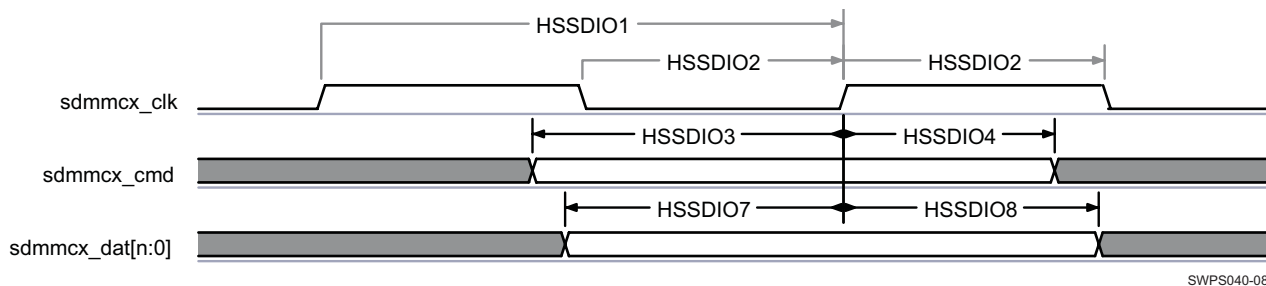 HSSDIO1
HSSDIO2
HSSDIO2
sdmmcx_clk
HSSDIO3
HSSDIO4
sdmmcx_cmd
HSSDIO7
HSSDIO8
sdmmcx_dat[n:0]
SWPS040-08